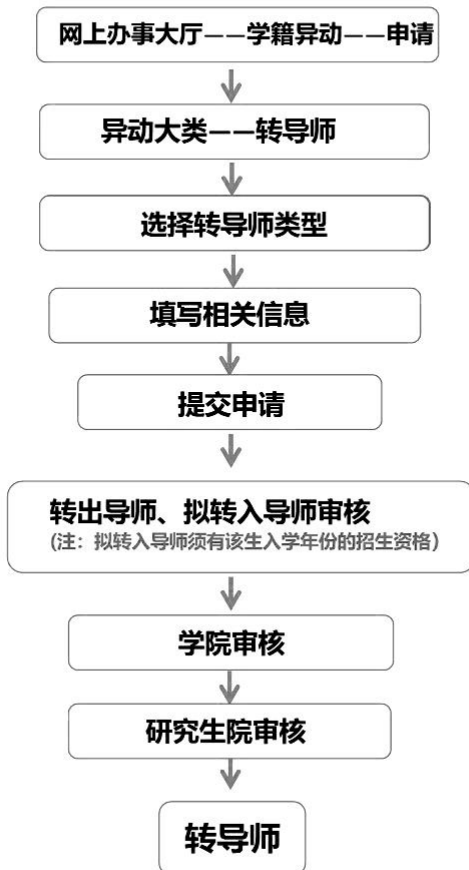 网上办事大厅——学籍异动——申请
异动大类——转导师
选择转导师类型
填写相关信息
提交申请
转出导师、拟转入导师审核
(注：拟转入导师须有该生入学年份的招生资格)
学院审核
研究生院审核
转导师